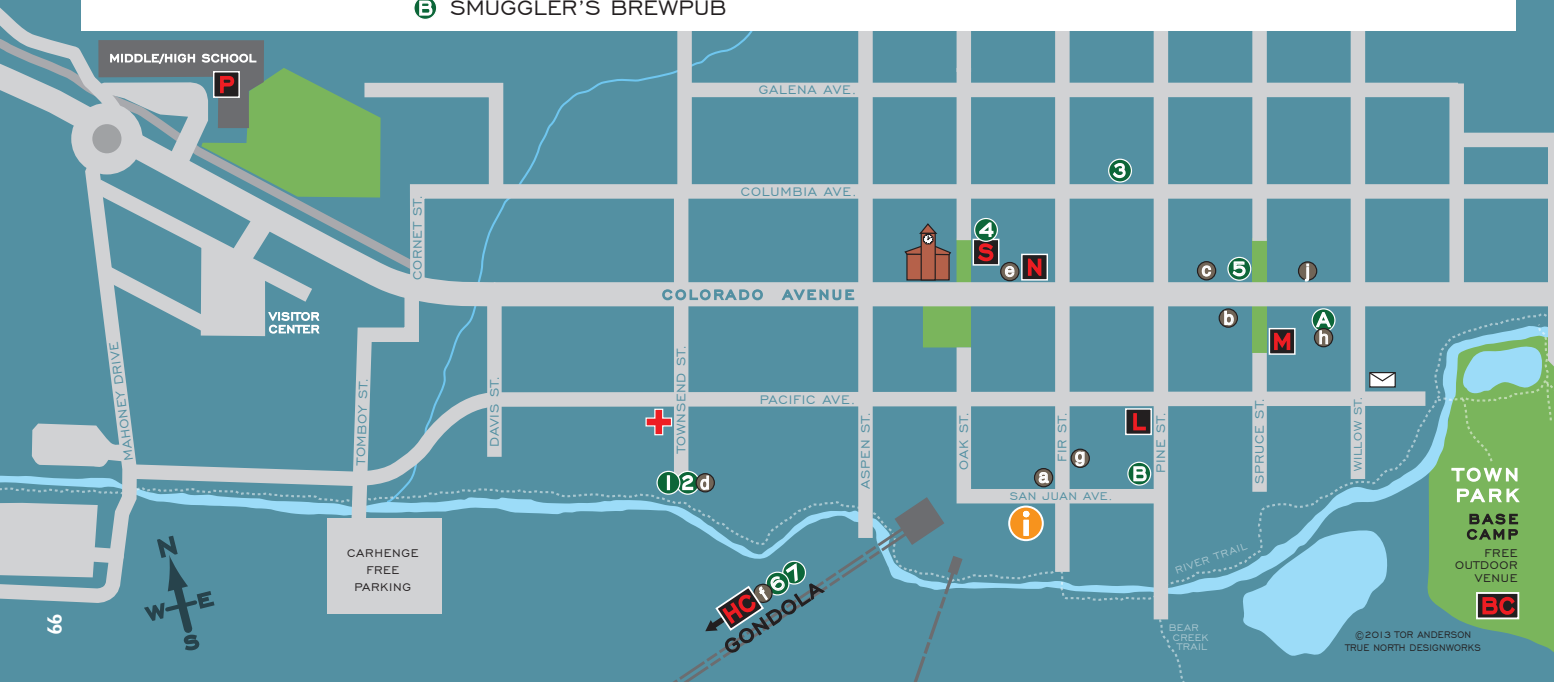 B SMUGGLER'S BREWPUB
MIDDLE/HIGH SCHOOL
P
GALENA AVE.
3
COLUMBIA AVE.
CORNET ST.
4
S
e
N
c
5
j
COLORADO AVENUE
VISITOR
CENTER
b
A
h
M
MAHONEY DRIVE
TOMBOY ST.
DAVIS ST.
TOWNSEND ST.
PACIFIC AVE.
ASPEN ST.
OAK ST.
FIR ST.
L
PINE ST.
SPRUCE ST.
WILLOW ST.
g
a
B
1
2
d
SAN JUAN AVE.
i
TOWN
PARK
BASE
CAMP
FREE
OUTDOOR
VENUE
BC
RIVER TRAIL
CARHENGE
FREE
PARKING
N
W E
S
7
6
f
HC
GONDOLA
66
BEAR
CREEK
TRAIL
©2013 TOR ANDERSON
TRUE NORTH DESIGNWORKS